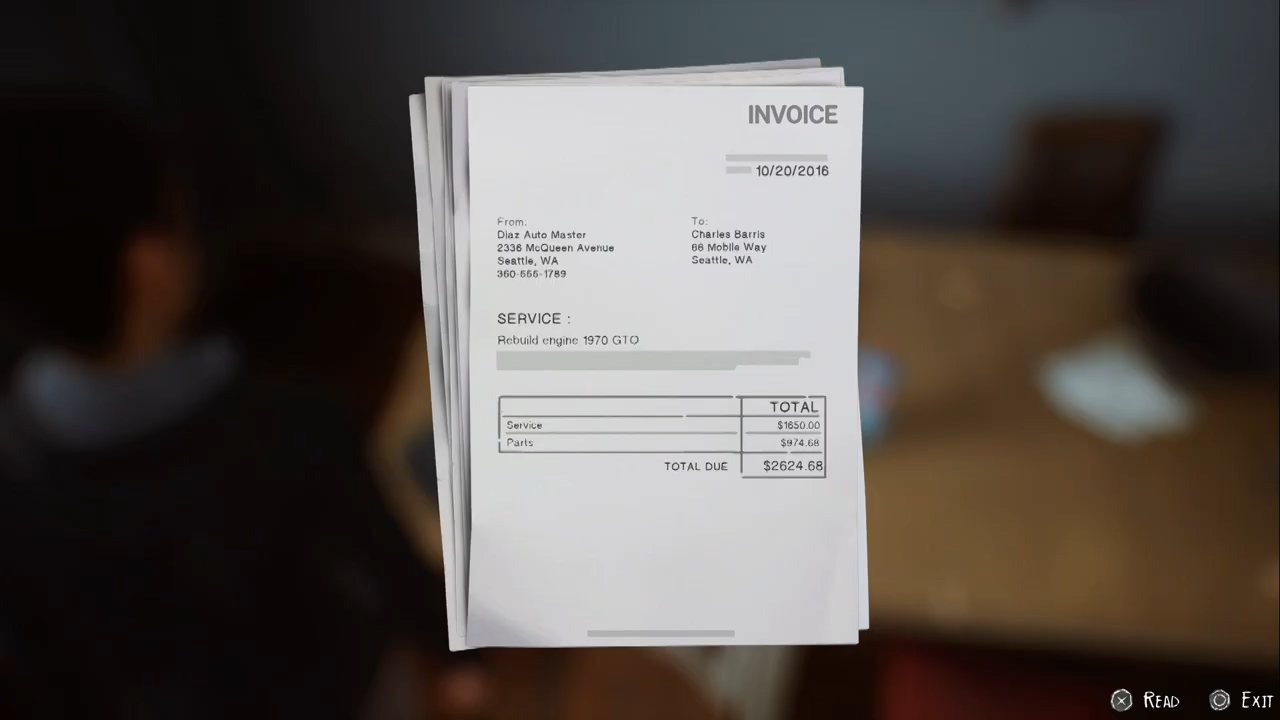 INVOICE
10/20/2016
From:
Diaz Auto Master
2336 McQueen Avenue
Seattle, WA
360-555-1789
To:
Charles Barris
66 Mobile Way
Seattle, WA
SERVICE :
Rebuild engine 1970 GTO
TOTAL
Service $1650.00
Parts $974.68
TOTAL DUE $2624.68
READ EXIT